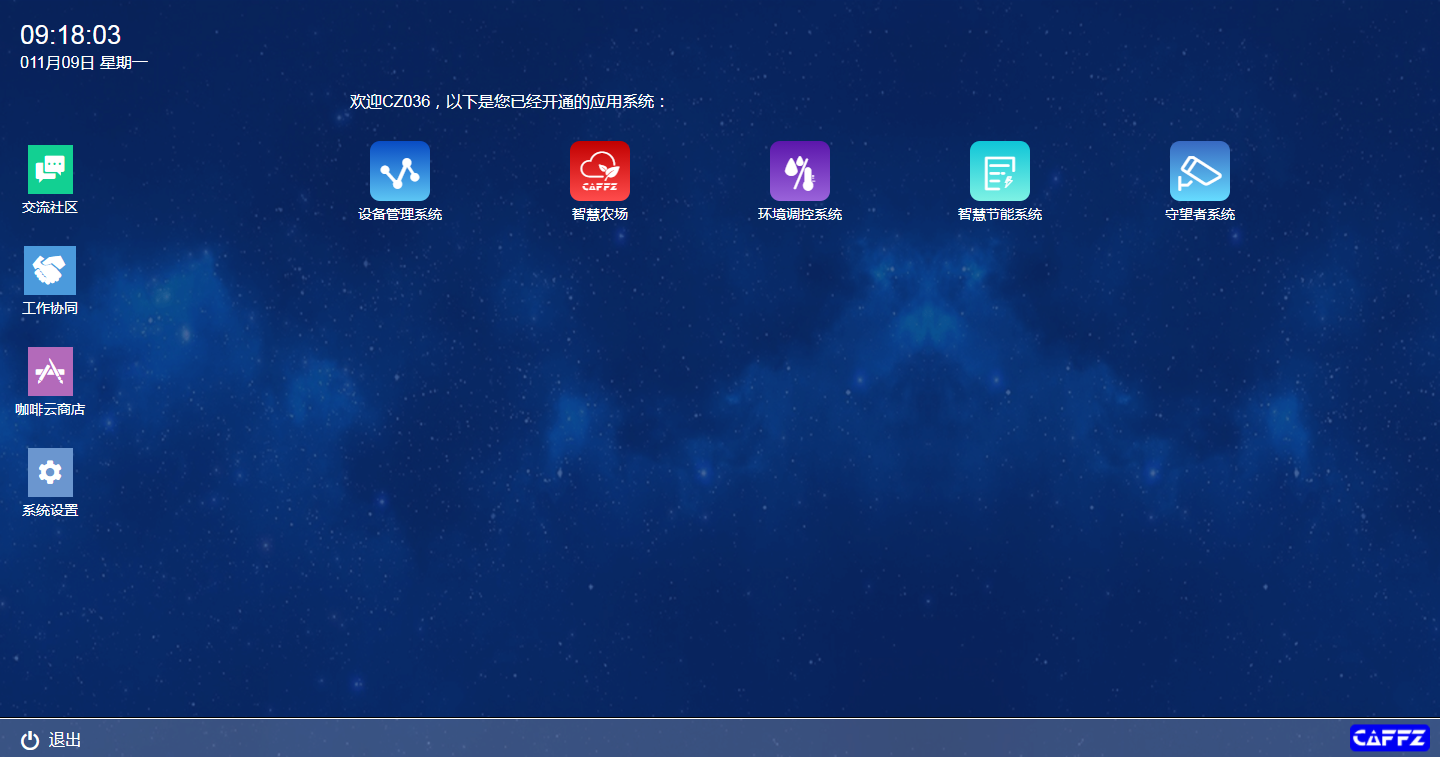 09:18:03
011月09日 星期一
欢迎CZ036，以下是您已经开通的应用系统：
CAFFZ
设备管理系统 智慧农场 环境调控系统 智慧节能系统 守望者系统
交流社区
工作协同
咖啡云商店
系统设置
退出
CAFFZ